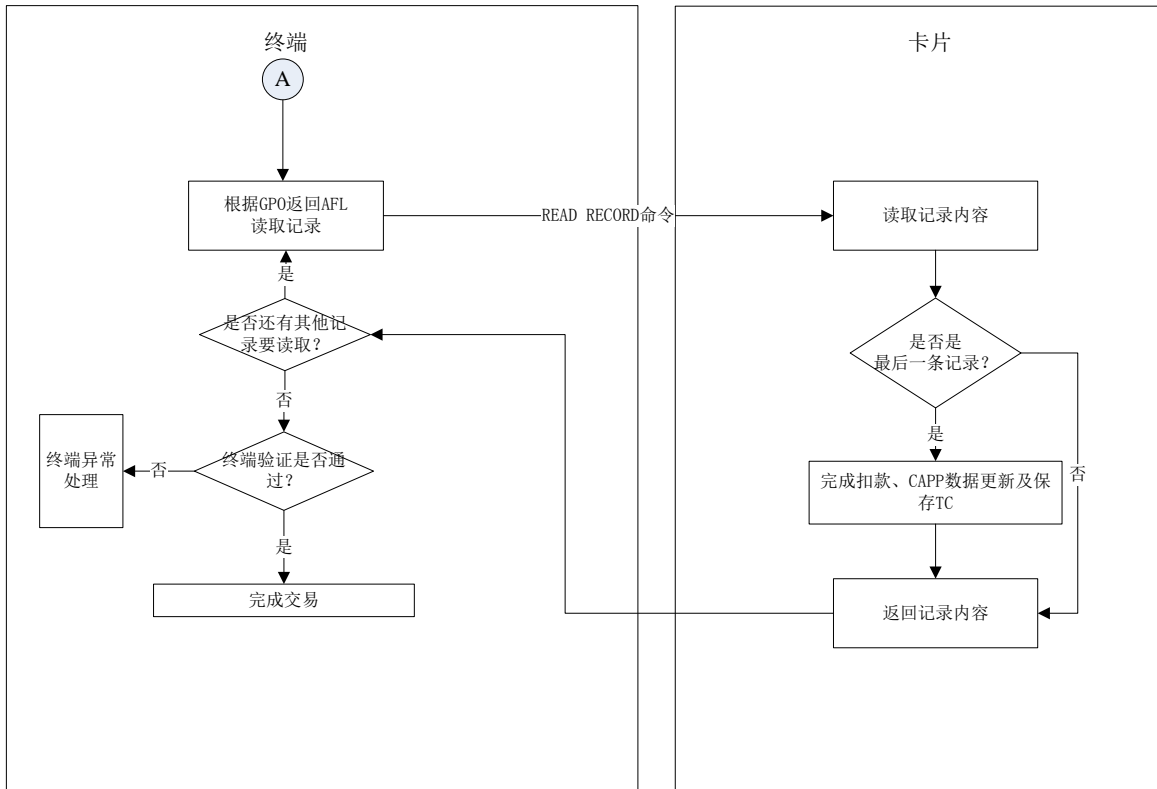 终端
卡片
A
根据GPO返回AFL
读取记录
READ RECORD命令
读取记录内容
是
是否还有其他记
录要读取?
是否是
最后一条记录?
否
是
终端异常
处理
否
终端验证是否通
过?
完成扣款、CAPP数据更新及保
存TC
否
是
完成交易
返回记录内容